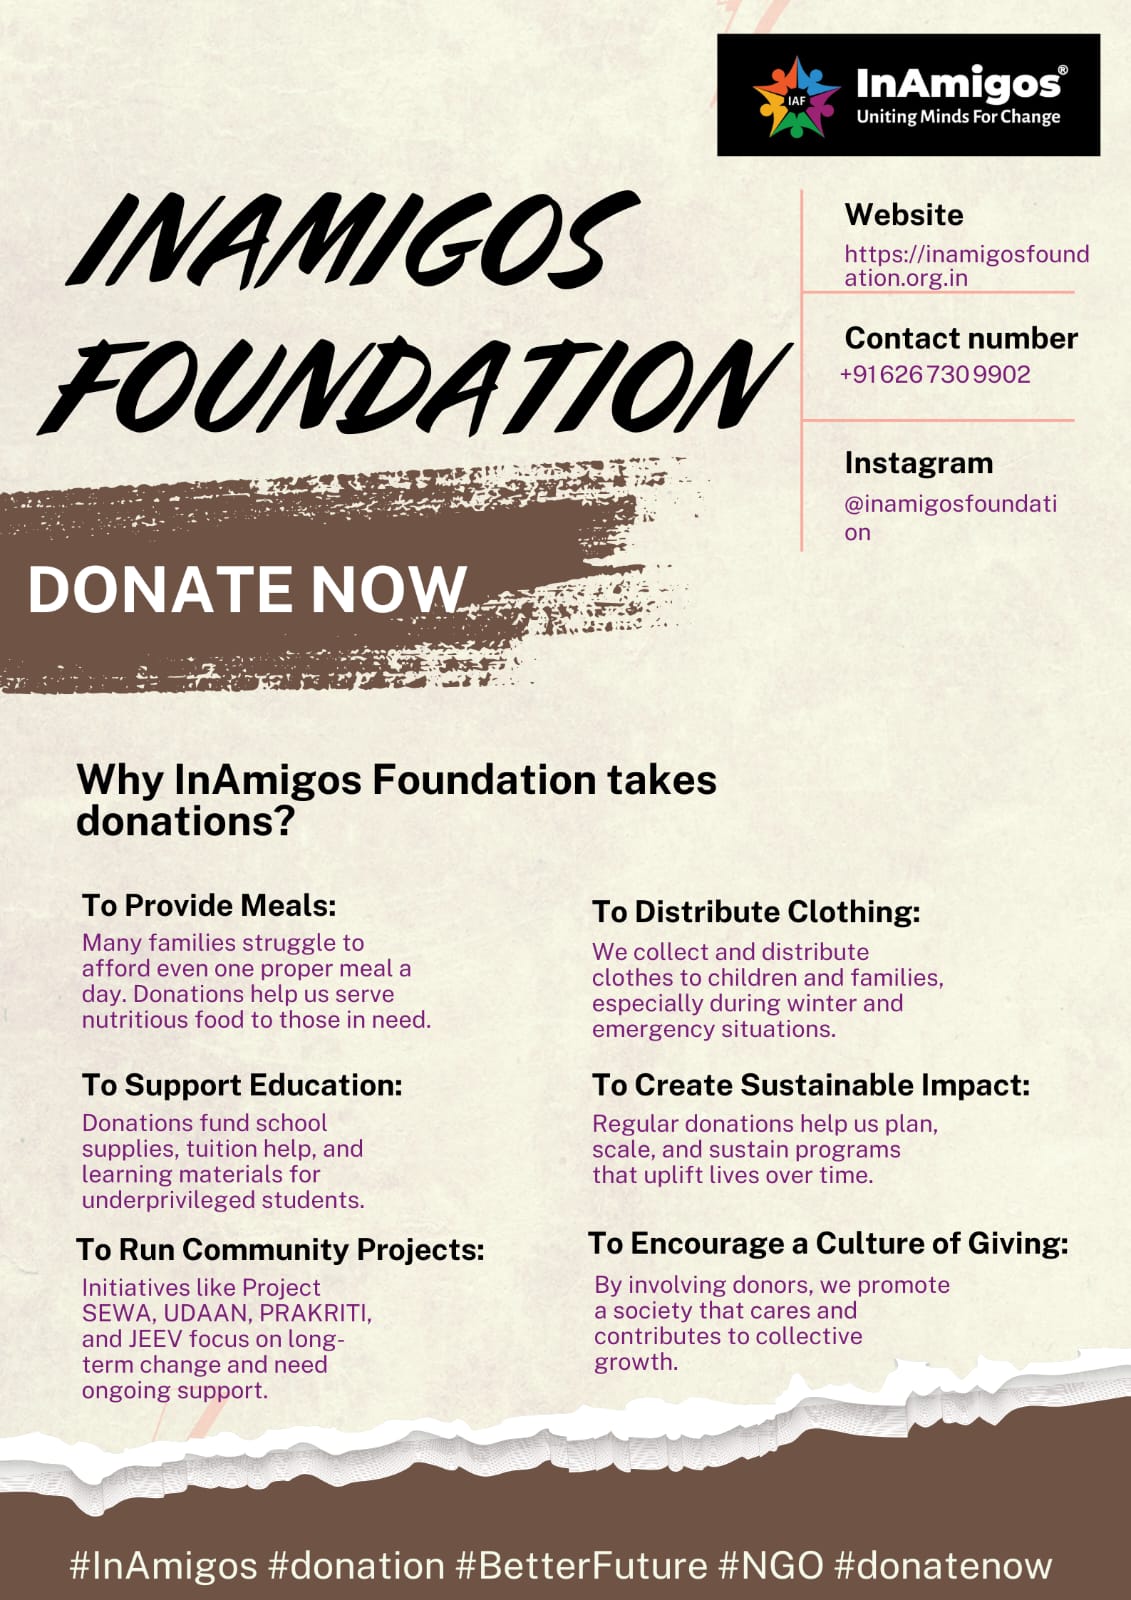 IAF
InAmigos®
Uniting Minds For Change
INAMIGOS
FOUNDATION
Website
https://inamigosfound
ation.org.in
Contact number
+916267309902
Instagram
@inamigosfoundati
on
DONATE NOW
Why InAmigos Foundation takes
donations?
To Provide Meals:
Many families struggle to
afford even one proper meal a
day. Donations help us serve
nutritious food to those in need.
To Distribute Clothing:
We collect and distribute
clothes to children and families,
especially during winter and
emergency situations.
To Support Education:
Donations fund school
supplies, tuition help, and
learning materials for
underprivileged students.
To Create Sustainable Impact:
Regular donations help us plan,
scale, and sustain programs
that uplift lives over time.
To Run Community Projects:
Initiatives like Project
SEWA, UDAAN, PRAKRITI,
and JEEV focus on long-
term change and need
ongoing support.
To Encourage a Culture of Giving:
By involving donors, we promote
a society that cares and
contributes to collective
growth.
#InAmigos #donation #BetterFuture #NGO #donatenow